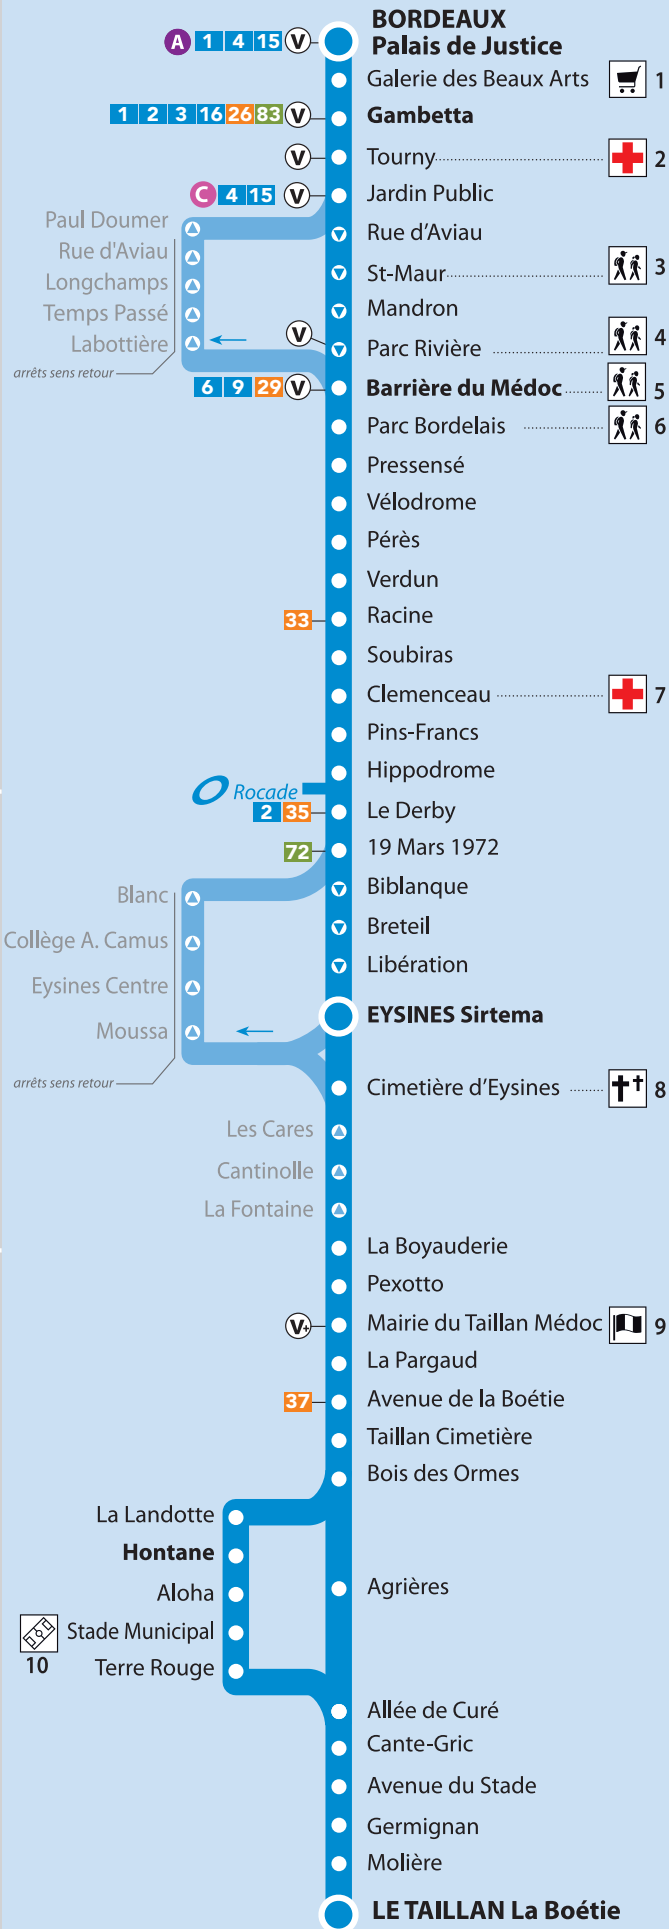 BORDEAUX
A 1 4 15 V Palais de Justice
Galerie des Beaux Arts 1
1 2 3 16 26 83 V Gambetta
V Tourny 2
C 4 15 V Jardin Public
Paul Doumer
Rue d'Aviau
Rue d'Aviau
Longchamps
St-Maur 3
Temps Passé
Mandron
Labottière
V Parc Rivière 4
arrêts sens retour
6 9 29 V Barrière du Médoc 5
Parc Bordelais 6
Pressensé
Vélodrome
Pérès
Verdun
33 Racine
Soubiras
Clemenceau 7
Pins-Francs
Hippodrome
Rocade
2 35 Le Derby
72 19 Mars 1972
Blanc
Biblanque
Collège A. Camus
Breteil
Eysines Centre
Libération
EYSINES Sirtema
Moussa
arrêts sens retour
Cimetière d'Eysines 8
Les Cares
Cantinolle
La Fontaine
La Boyauderie
Pexotto
V+ Mairie du Taillan Médoc 9
La Pargaud
37 Avenue de la Boétie
Taillan Cimetière
Bois des Ormes
La Landotte
Hontane
Aloha
Agrières
Stade Municipal
10
Terre Rouge
Allée de Curé
Cante-Gric
Avenue du Stade
Germignan
Molière
LE TAILLAN La Boétie